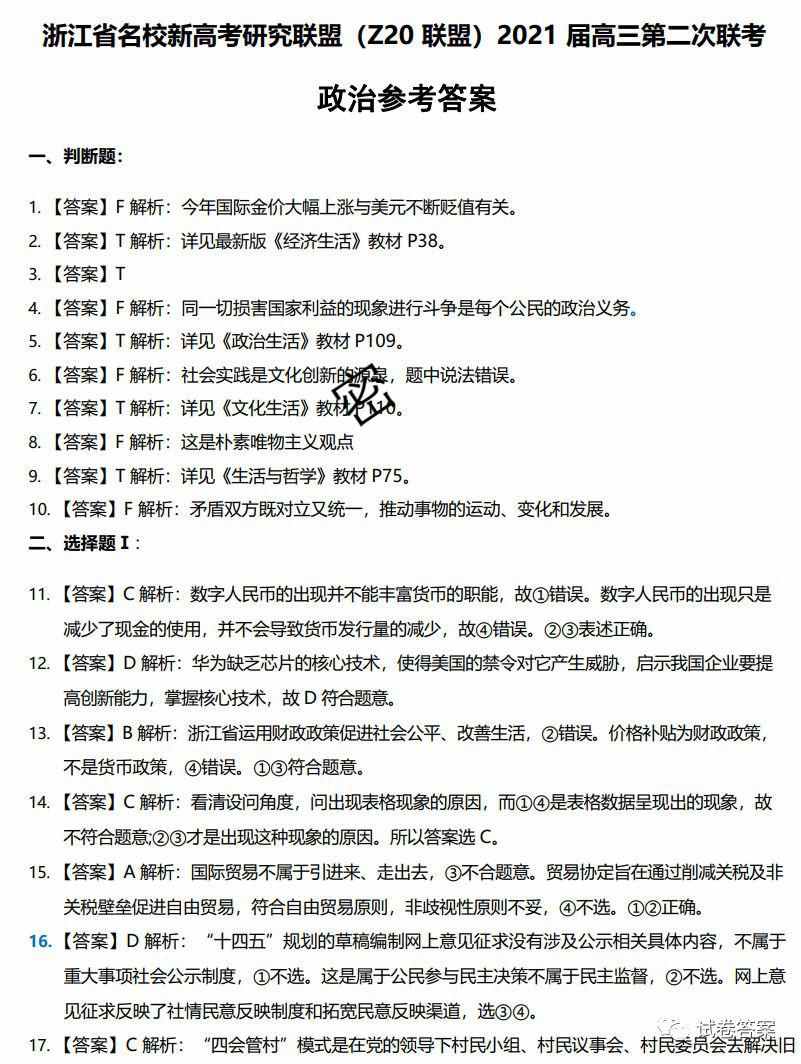 浙江省名校新高考研究联盟（Z20 联盟）2021 届高三第二次联考
政治参考答案
一、判断题：
1. 【答案】F 解析：今年国际金价大幅上涨与美元不断贬值有关。
2. 【答案】T 解析：详见最新版《经济生活》教材 P38。
3. 【答案】T
4. 【答案】F 解析：同一切损害国家利益的现象进行斗争是每个公民的政治义务。
5. 【答案】T 解析：详见《政治生活》教材 P109。
6. 【答案】F 解析：社会实践是文化创新的源泉，题中说法错误。
7. 【答案】T 解析：详见《文化生活》教材 P110。
密
8. 【答案】F 解析：这是朴素唯物主义观点
9. 【答案】T 解析：详见《生活与哲学》教材 P75。
10. 【答案】F 解析：矛盾双方既对立又统一，推动事物的运动、变化和发展。
二、选择题 I：
11. 【答案】C 解析：数字人民币的出现并不能丰富货币的职能，故①错误。数字人民币的出现只是
减少了现金的使用，并不会导致货币发行量的减少，故④错误。②③表述正确。
12. 【答案】D 解析：华为缺乏芯片的核心技术，使得美国的禁令对它产生威胁，启示我国企业要提
高创新能力，掌握核心技术，故 D 符合题意。
13. 【答案】B 解析：浙江省运用财政政策促进社会公平、改善生活，②错误。价格补贴为财政政策，
不是货币政策，④错误。①③符合题意。
14. 【答案】C 解析：看清设问角度，问出现表格现象的原因，而①④是表格数据呈现出的现象，故
不符合题意;②③才是出现这种现象的原因。所以答案选 C。
15. 【答案】A 解析：国际贸易不属于引进来、走出去，③不合题意。贸易协定旨在通过削减关税及非
关税壁垒促进自由贸易，符合自由贸易原则，非歧视性原则不妥，④不选。①②正确。
16. 【答案】D 解析：“十四五”规划的草稿编制网上意见征求没有涉及公示相关具体内容，不属于
重大事项社会公示制度，①不选。这是属于公民参与民主决策不属于民主监督，②不选。网上意
见征求反映了社情民意反映制度和拓宽民意反映渠道，选③④。
试卷答案
17. 【答案】C 解析：“四会管村”模式是在党的领导下村民小组、村民议事会、村民委员会去解决旧